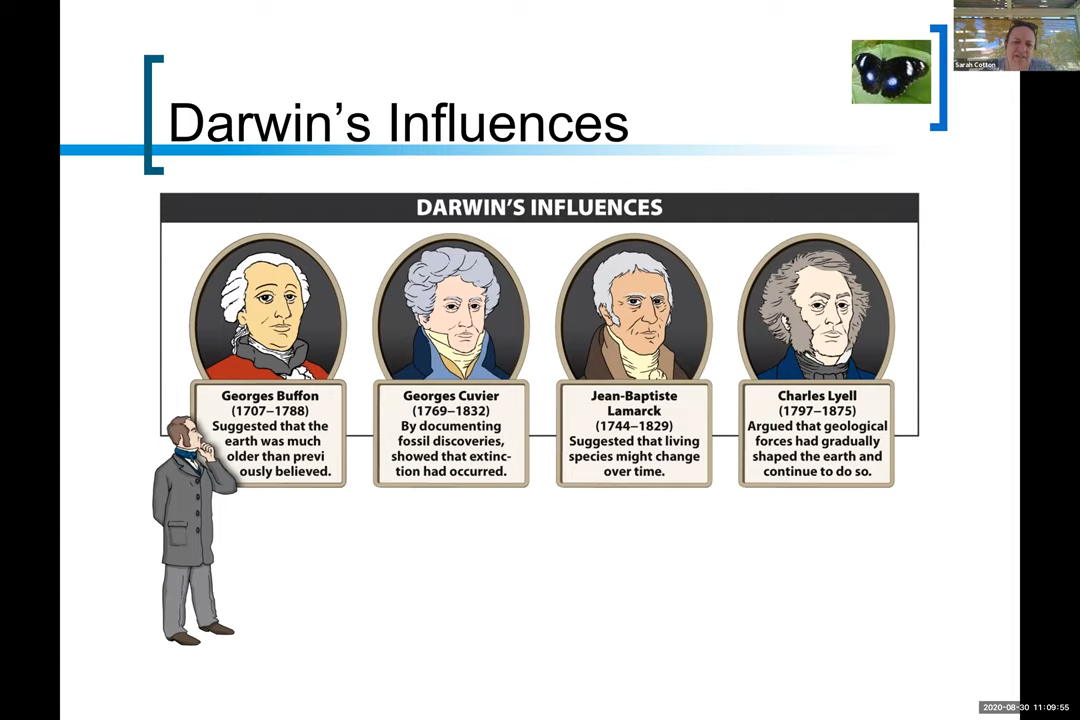 Sarah Cotton
Darwin's Influences
DARWIN'S INFLUENCES
Georges Buffon
(1707–1788)
Suggested that the
earth was much
older than previ
ously believed.
Georges Cuvier
(1769–1832)
By documenting
fossil discoveries,
showed that extinc-
tion had occurred.
Jean-Baptiste
Lamarck
(1744–1829)
Suggested that living
species might change
over time.
Charles Lyell
(1797–1875)
Argued that geological
forces had gradually
shaped the earth and
continue to do so.
2020-08-30 11:09:55